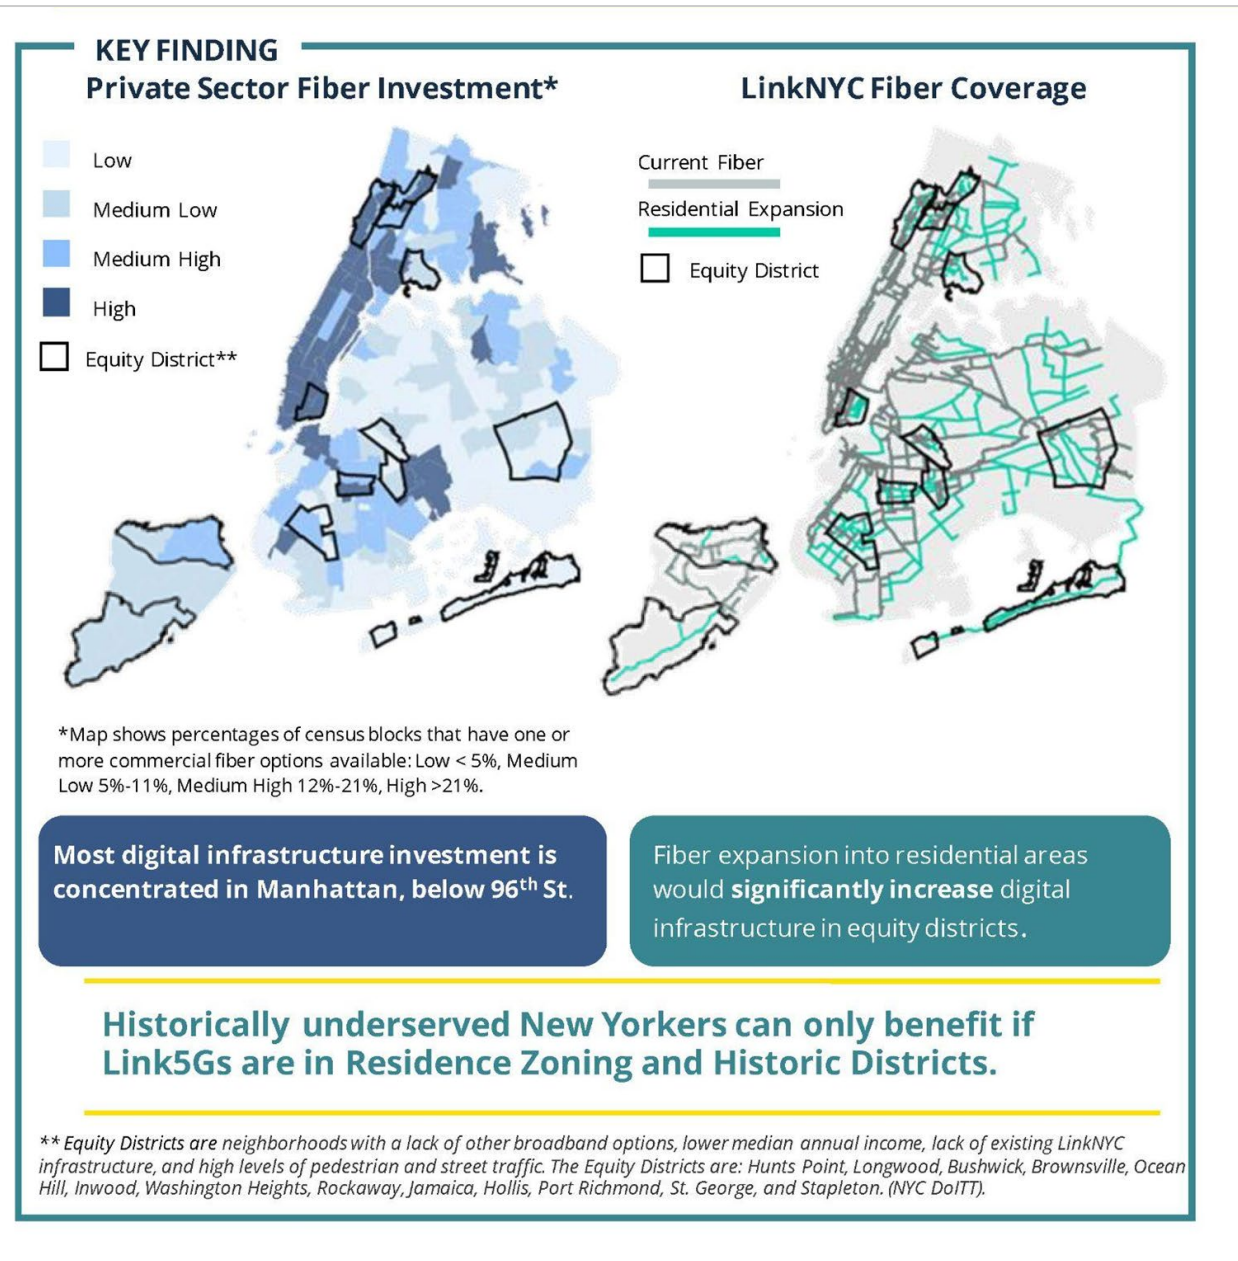 KEY FINDING
Private Sector Fiber Investment*
Low
Medium Low
Medium High
High
Equity District**
LinkNYC Fiber Coverage
Current Fiber
Residential Expansion
Equity District
*Map shows percentages of census blocks that have one or
more commercial fiber options available: Low < 5%, Medium
Low 5%-11%, Medium High 12%-21%, High >21%.
Most digital infrastructure investment is
concentrated in Manhattan, below 96th St.
Fiber expansion into residential areas
would significantly increase digital
infrastructure in equity districts.
Historically underserved New Yorkers can only benefit if
Link5Gs are in Residence Zoning and Historic Districts.
** Equity Districts are neighborhoods with a lack of other broadband options, lower median annual income, lack of existing LinkNYC
infrastructure, and high levels of pedestrian and street traffic. The Equity Districts are: Hunts Point, Longwood, Bushwick, Brownsville, Ocean
Hill, Inwood, Washington Heights, Rockaway, Jamaica, Hollis, Port Richmond, St. George, and Stapleton. (NYC DoITT).